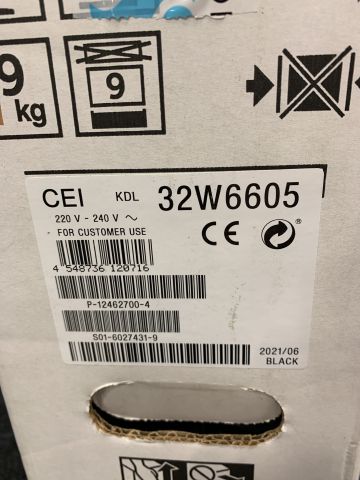 9
kg
9
CEI KDL 32W6605
220 V - 240 V ~
FOR CUSTOMER USE
CE
4 548736 120716
P-12462700-4
S01-6027431-9
2021/06
BLACK